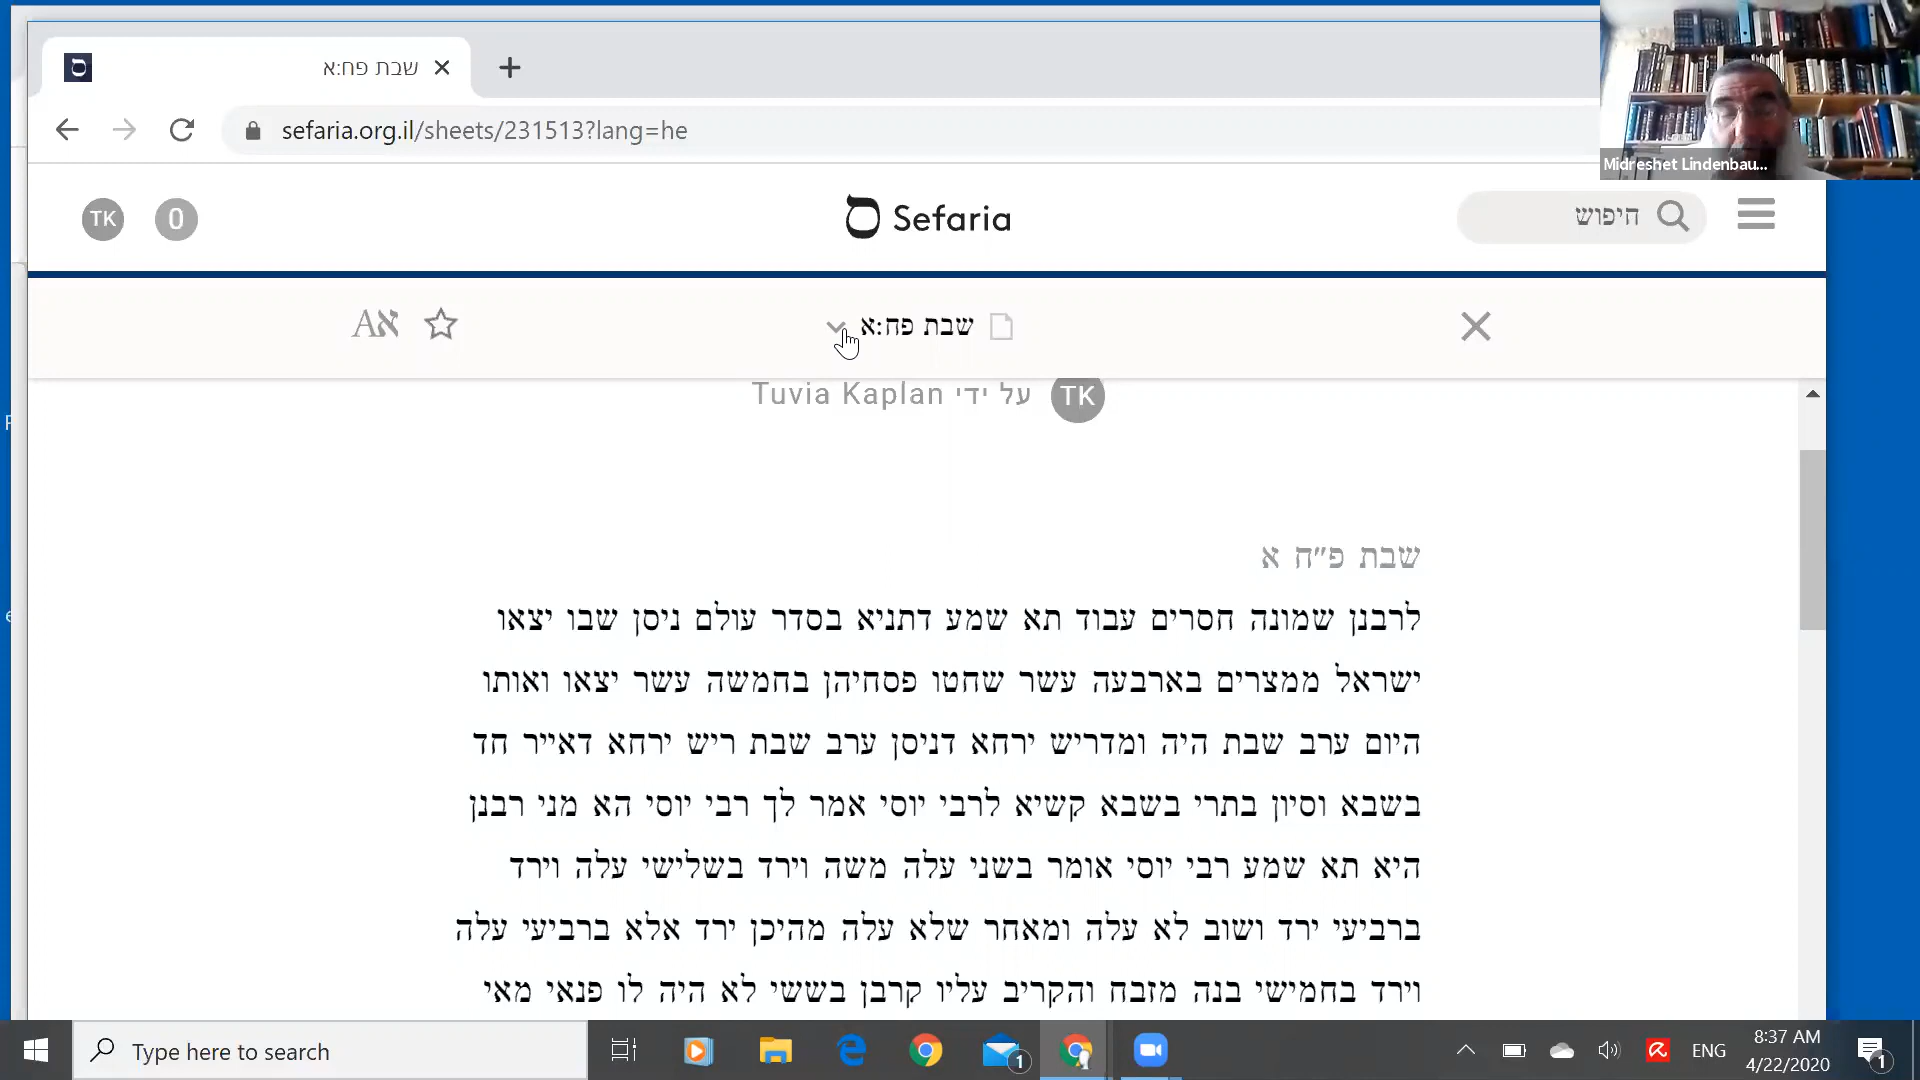 שבת פח:א
sefaria.org.il/sheets/231513?lang=he
Midreshet Lindenbau...
TK
0
Sefaria
חיפוש
אA
שבת פח:א
על ידי Tuvia Kaplan
TK
שבת פ״ח א
לרבנן שמונה חסרים עבוד תא שמע דתניא בסדר עולם ניסן שבו יצאו
ישראל ממצרים בארבעה עשר שחטו פסחיהן בחמשה עשר יצאו ואותו
היום ערב שבת היה ומדריש ירחא דניסן ערב שבת ריש ירחא דאייר חד
בשבא וסיון בתרי בשבא קשיא לרבי יוסי אמר לך רבי יוסי הא מני רבנן
היא תא שמע רבי יוסי אומר בשני עלה משה וירד בשלישי עלה וירד
ברביעי ירד ושוב לא עלה ומאחר שלא עלה מהיכן ירד אלא ברביעי עלה
וירד בחמישי בנה מזבח והקריב עליו קרבן בששי לא היה לו פנאי מאי
Type here to search
1
ENG
8:37 AM
4/22/2020
1